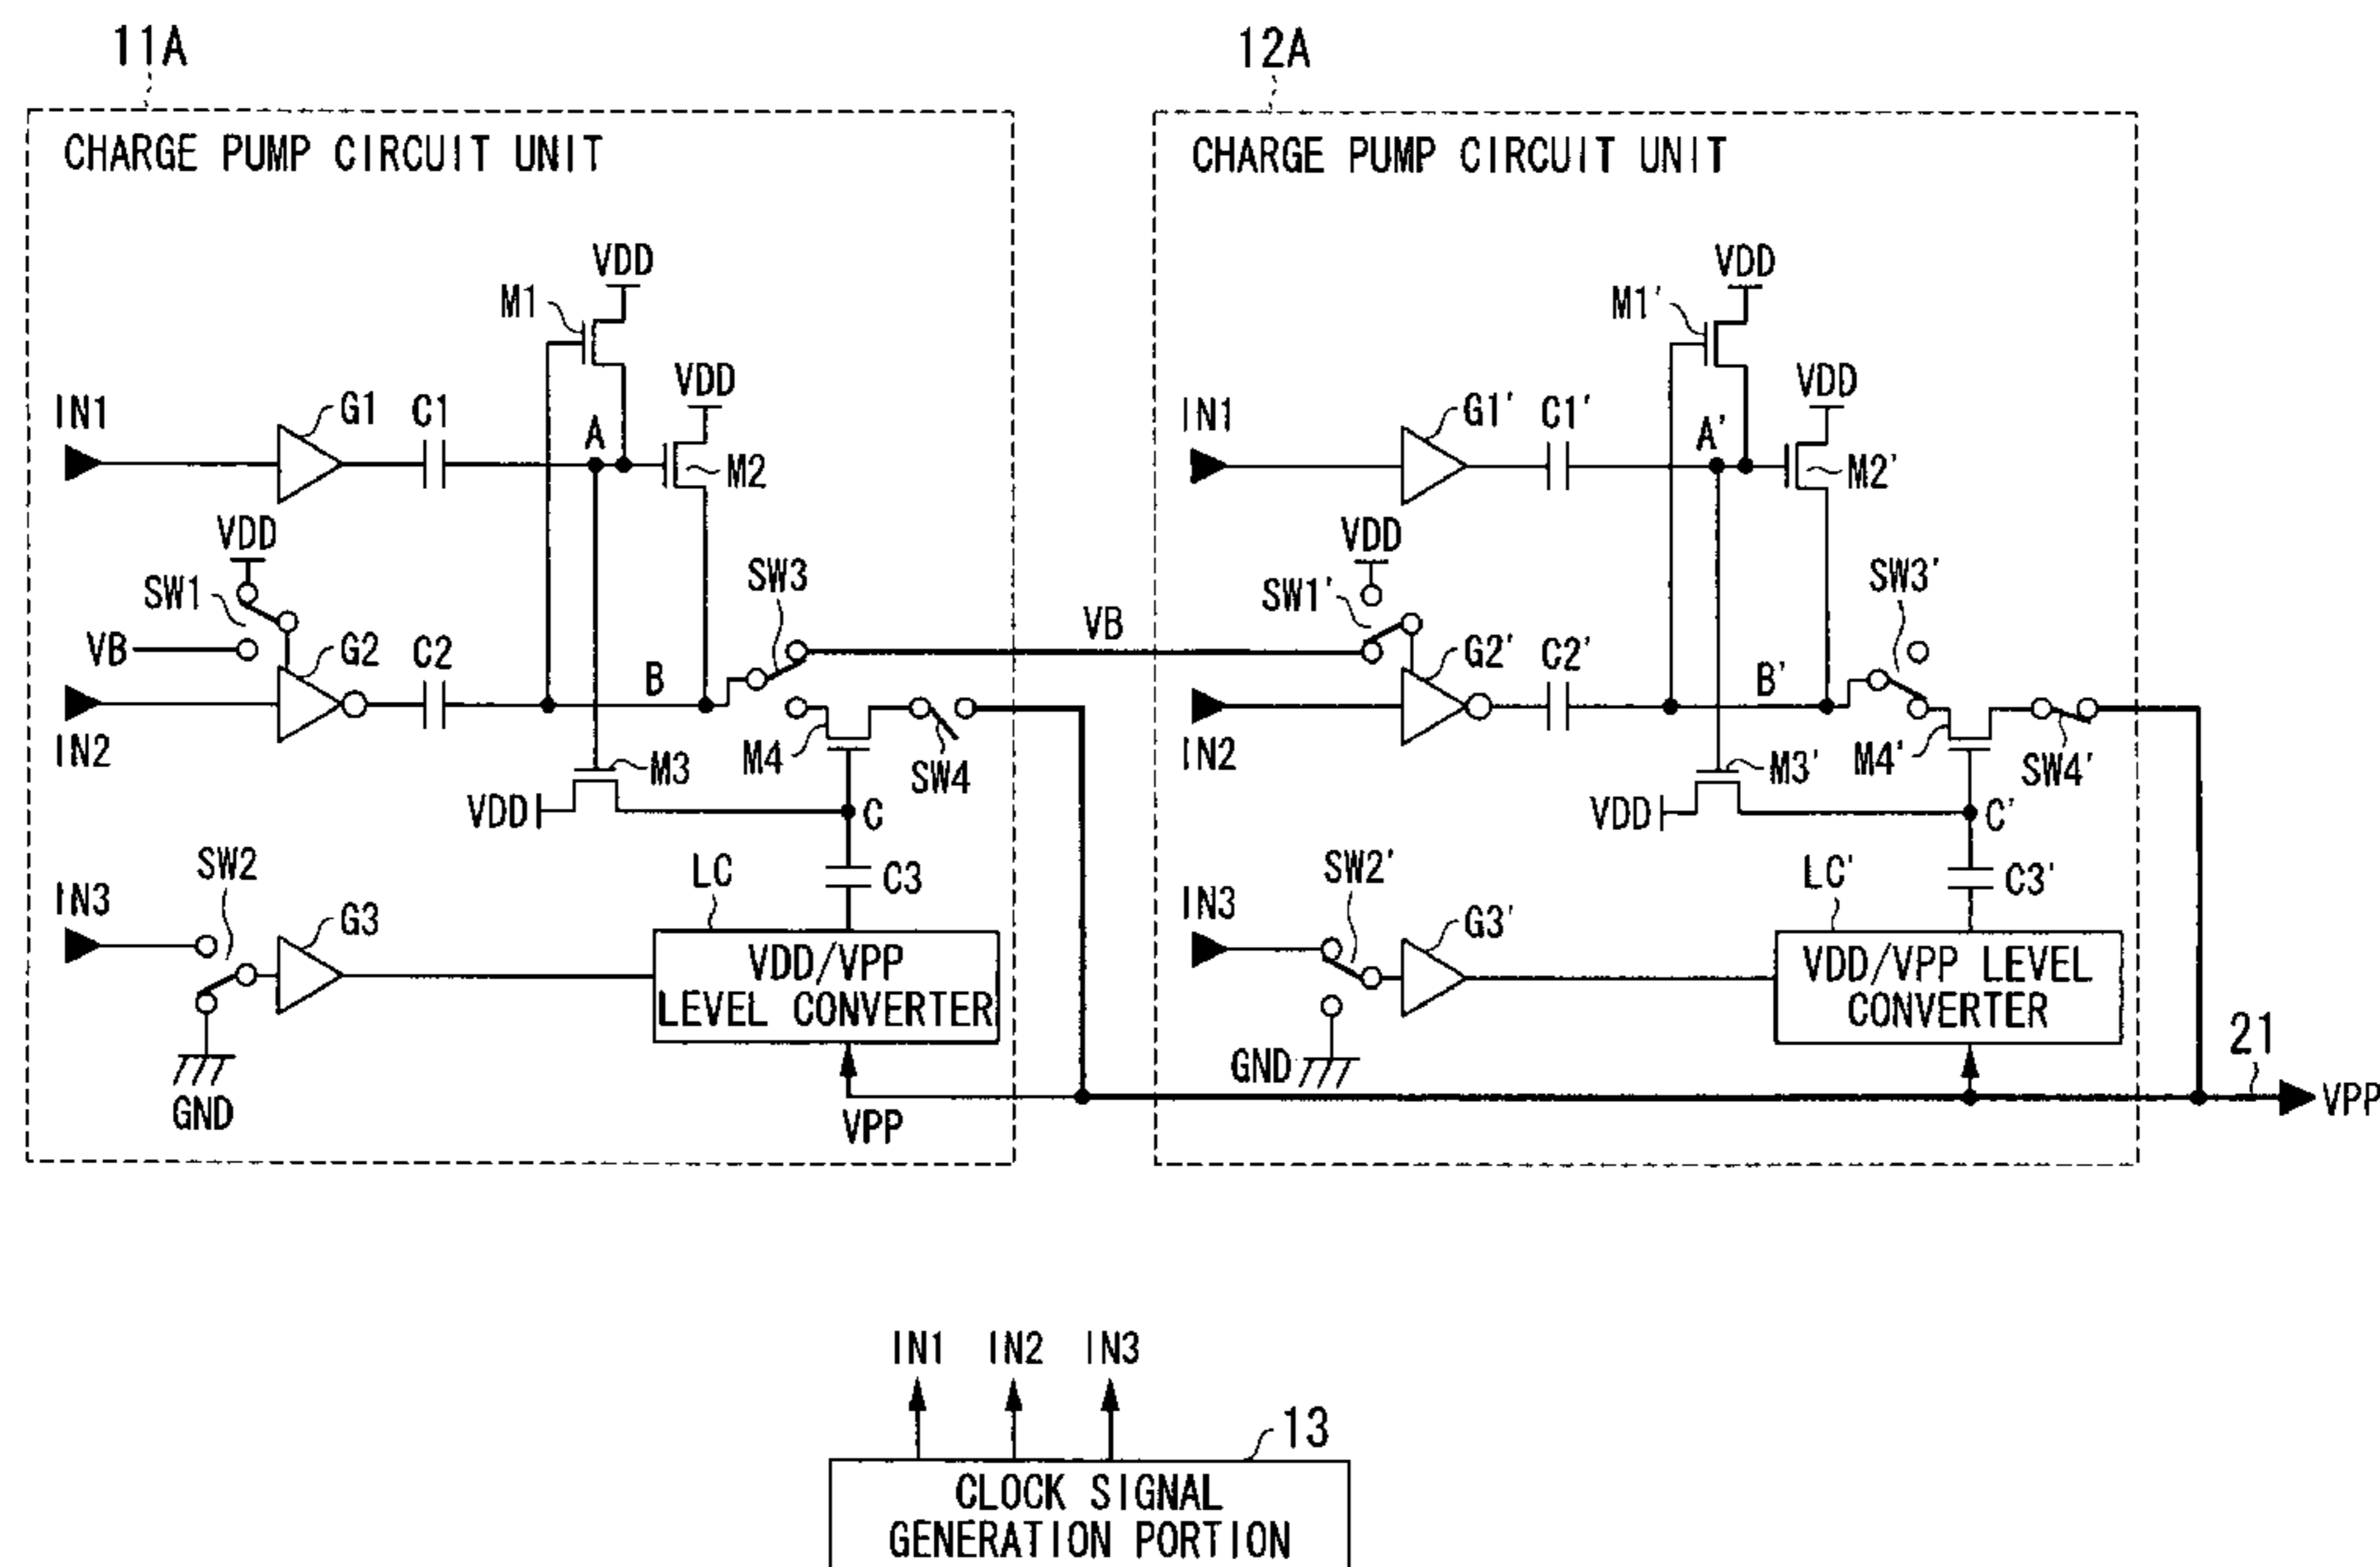 11A
12A
CHARGE PUMP CIRCUIT UNIT
CHARGE PUMP CIRCUIT UNIT
VDD
M1
VDD
M2
IN1
G1
C1
A
VDD
SW1
VB
IN2
G2
C2
B
SW3
M3
VDD
M4
SW4
C
C3
IN3
SW2
G3
GND
LC
VDD/VPP
LEVEL CONVERTER
VPP
VB
VDD
M1'
VDD
M2'
IN1
G1'
C1'
A'
VDD
SW1'
IN2
G2'
C2'
B'
SW3'
M3'
VDD
M4'
SW4'
C'
C3'
IN3
SW2'
G3'
GND
LC'
VDD/VPP LEVEL
CONVERTER
21
VPP
IN1 IN2 IN3
13
CLOCK SIGNAL
GENERATION PORTION